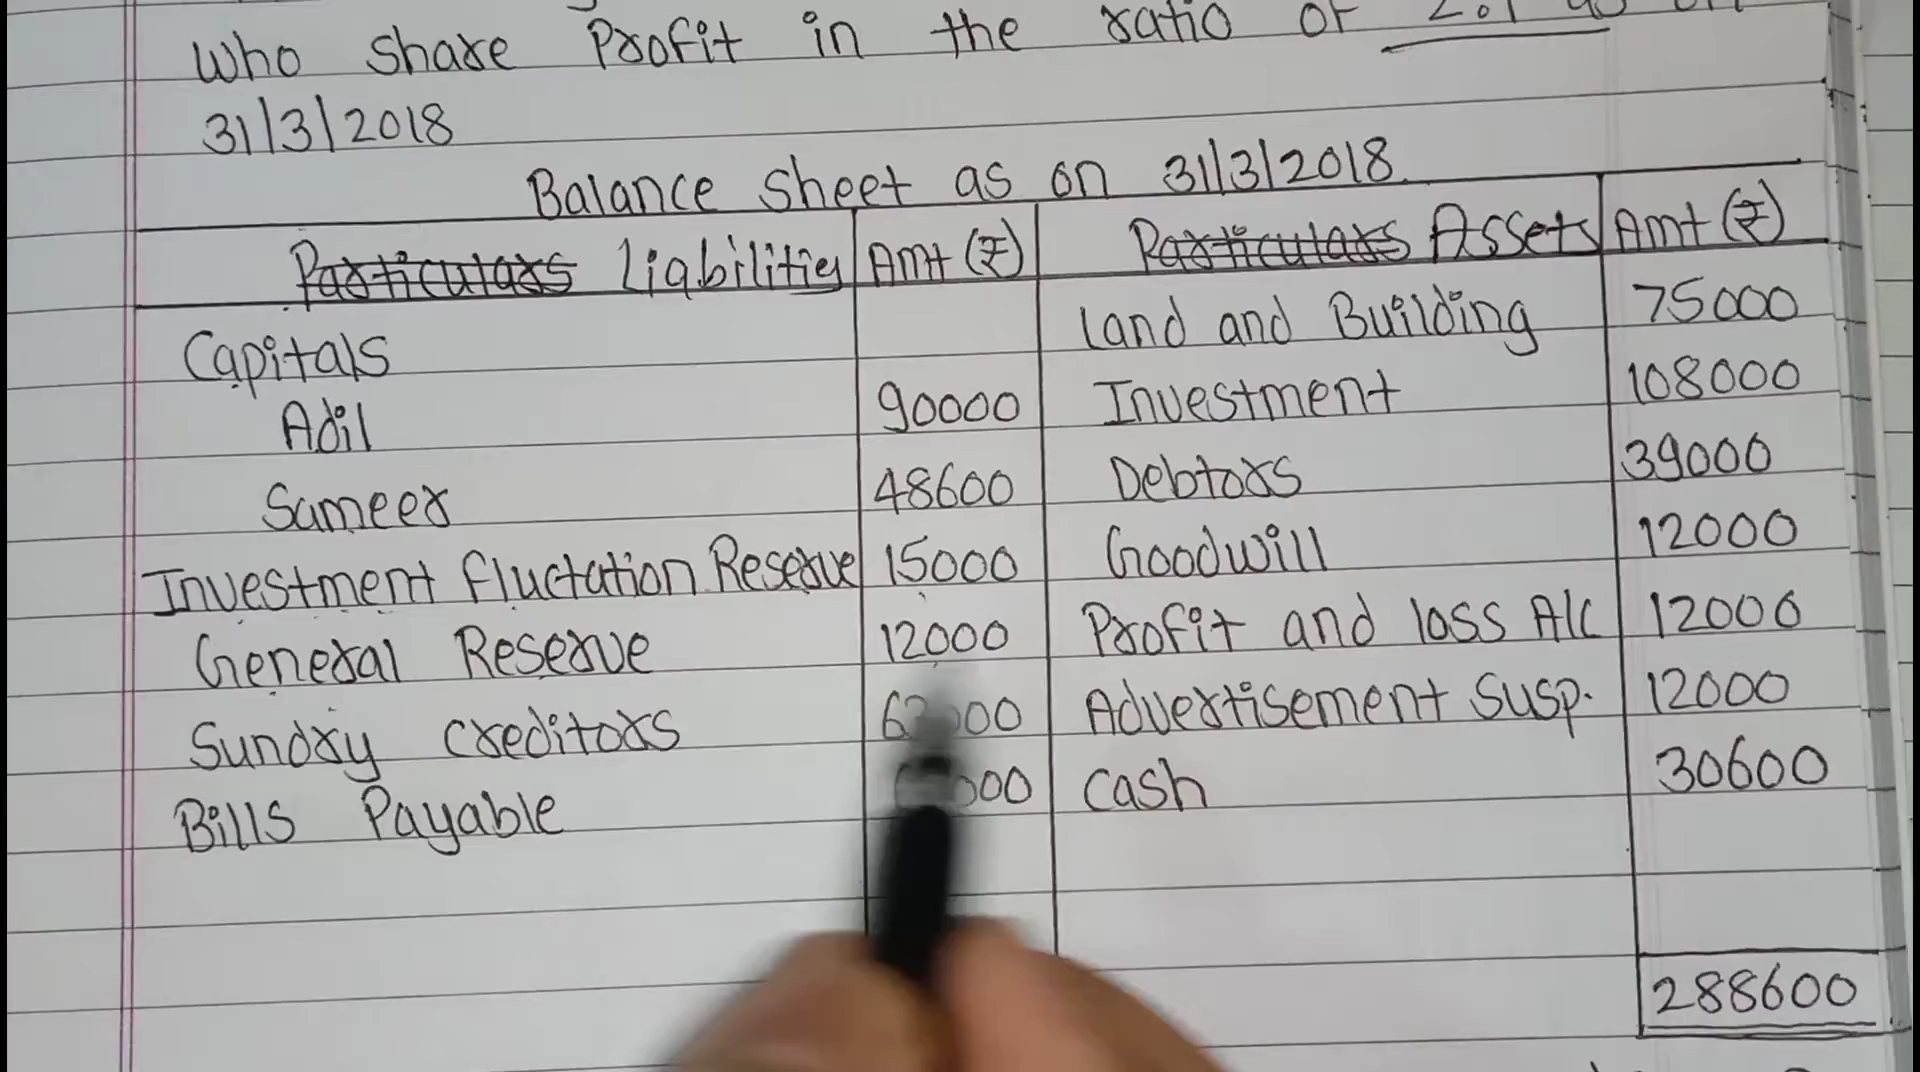 Who share Profit in the ratio of
31/3/2018
Balance sheet as on 31/3/2018
Particulars Liabilities Amt (₹) Particulars Assets Amt (₹)
Capitals Land and Building 75000
Adil 90000 Investment 108000
Sameer 48600 Debtors 39000
Investment Fluctation Reserve 15000 Goodwill 12000
General Reserve 12000 Profit and loss A/C 12000
Sundry creditors Advertisement Susp. 12000
Bills Payable Cash 30600
288600